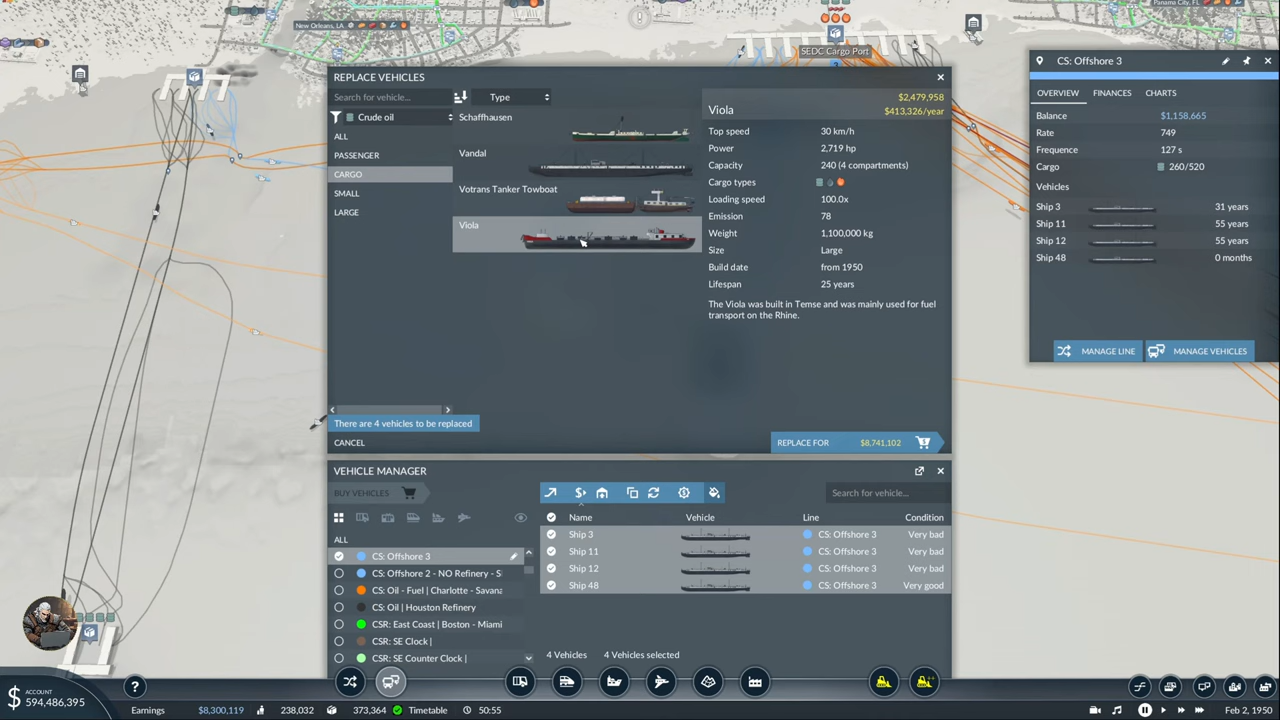 New Orleans, LA
Panama City, FL
SEDC Cargo Port
REPLACE VEHICLES
Search for vehicle...
Type
Crude oil
ALL
PASSENGER
CARGO
SMALL
LARGE
Schaffhausen
Vandal
Votrans Tanker Towboat
Viola
$2,479,958
Viola
$413,326/year
Top speed 30 km/h
Power 2,719 hp
Capacity 240 (4 compartments)
Cargo types
Loading speed 100.0x
Emission 78
Weight 1,100,000 kg
Size Large
Build date from 1950
Lifespan 25 years
The Viola was built in Temse and was mainly used for fuel
transport on the Rhine.
There are 4 vehicles to be replaced
CANCEL
REPLACE FOR $8,741,102
CS: Offshore 3
OVERVIEW FINANCES CHARTS
Balance $1,158,665
Rate 749
Frequence 127 s
Cargo 260/520
Vehicles
Ship 3 31 years
Ship 11 55 years
Ship 12 55 years
Ship 48 0 months
MANAGE LINE MANAGE VEHICLES
VEHICLE MANAGER
BUY VEHICLES
Search for vehicle...
ALL
CS: Offshore 3
CS: Offshore 2 - NO Refinery - S
CS: Oil - Fuel | Charlotte - Savana
CS: Oil | Houston Refinery
CSR: East Coast | Boston - Miami
CSR: SE Clock |
CSR: SE Counter Clock |
Name Vehicle Line Condition
Ship 3 CS: Offshore 3 Very bad
Ship 11 CS: Offshore 3 Very bad
Ship 12 CS: Offshore 3 Very bad
Ship 48 CS: Offshore 3 Very good
4 Vehicles 4 Vehicles selected
ACCOUNT
$ 594,486,395
?
Earnings $8,300,119 238,032 373,364 Timetable 50:55
Feb 2, 1950